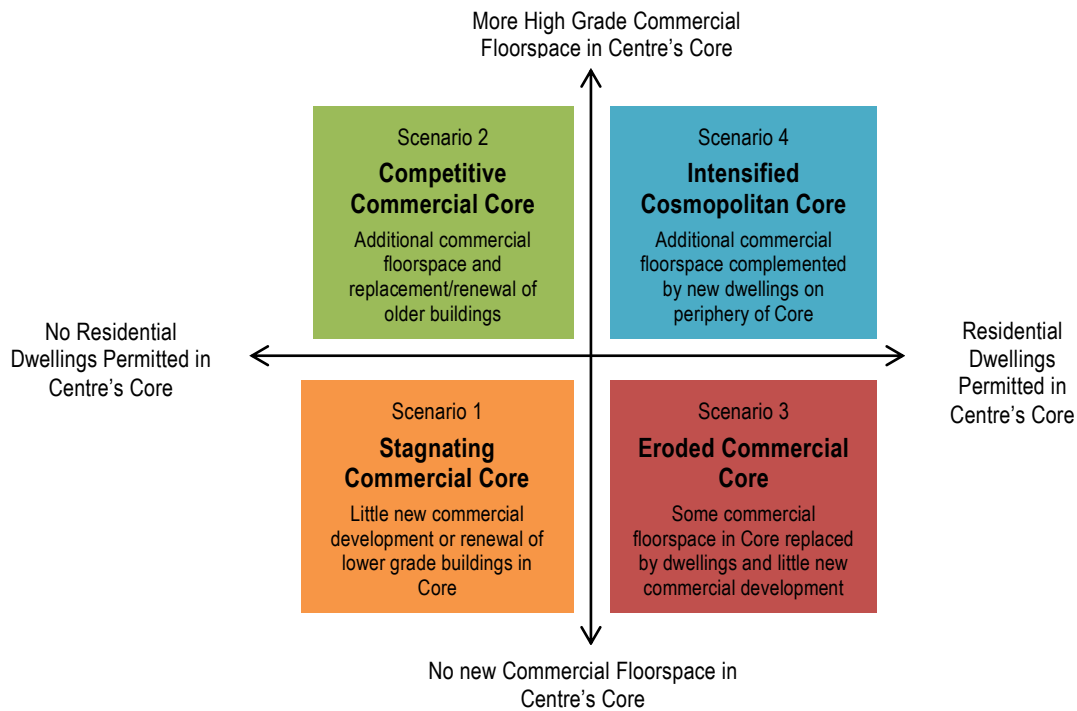 More High Grade Commercial
Floorspace in Centre's Core
Scenario 2
Competitive
Commercial Core
Additional commercial
floorspace and
replacement/renewal of
older buildings
Scenario 4
Intensified
Cosmopolitan Core
Additional commercial
floorspace complemented
by new dwellings on
periphery of Core
No Residential
Dwellings Permitted in
Centre's Core
Residential
Dwellings
Permitted in
Centre's Core
Scenario 1
Stagnating
Commercial Core
Little new commercial
development or renewal of
lower grade buildings in
Core
Scenario 3
Eroded Commercial
Core
Some commercial
floorspace in Core replaced
by dwellings and little new
commercial development
No new Commercial Floorspace in
Centre's Core